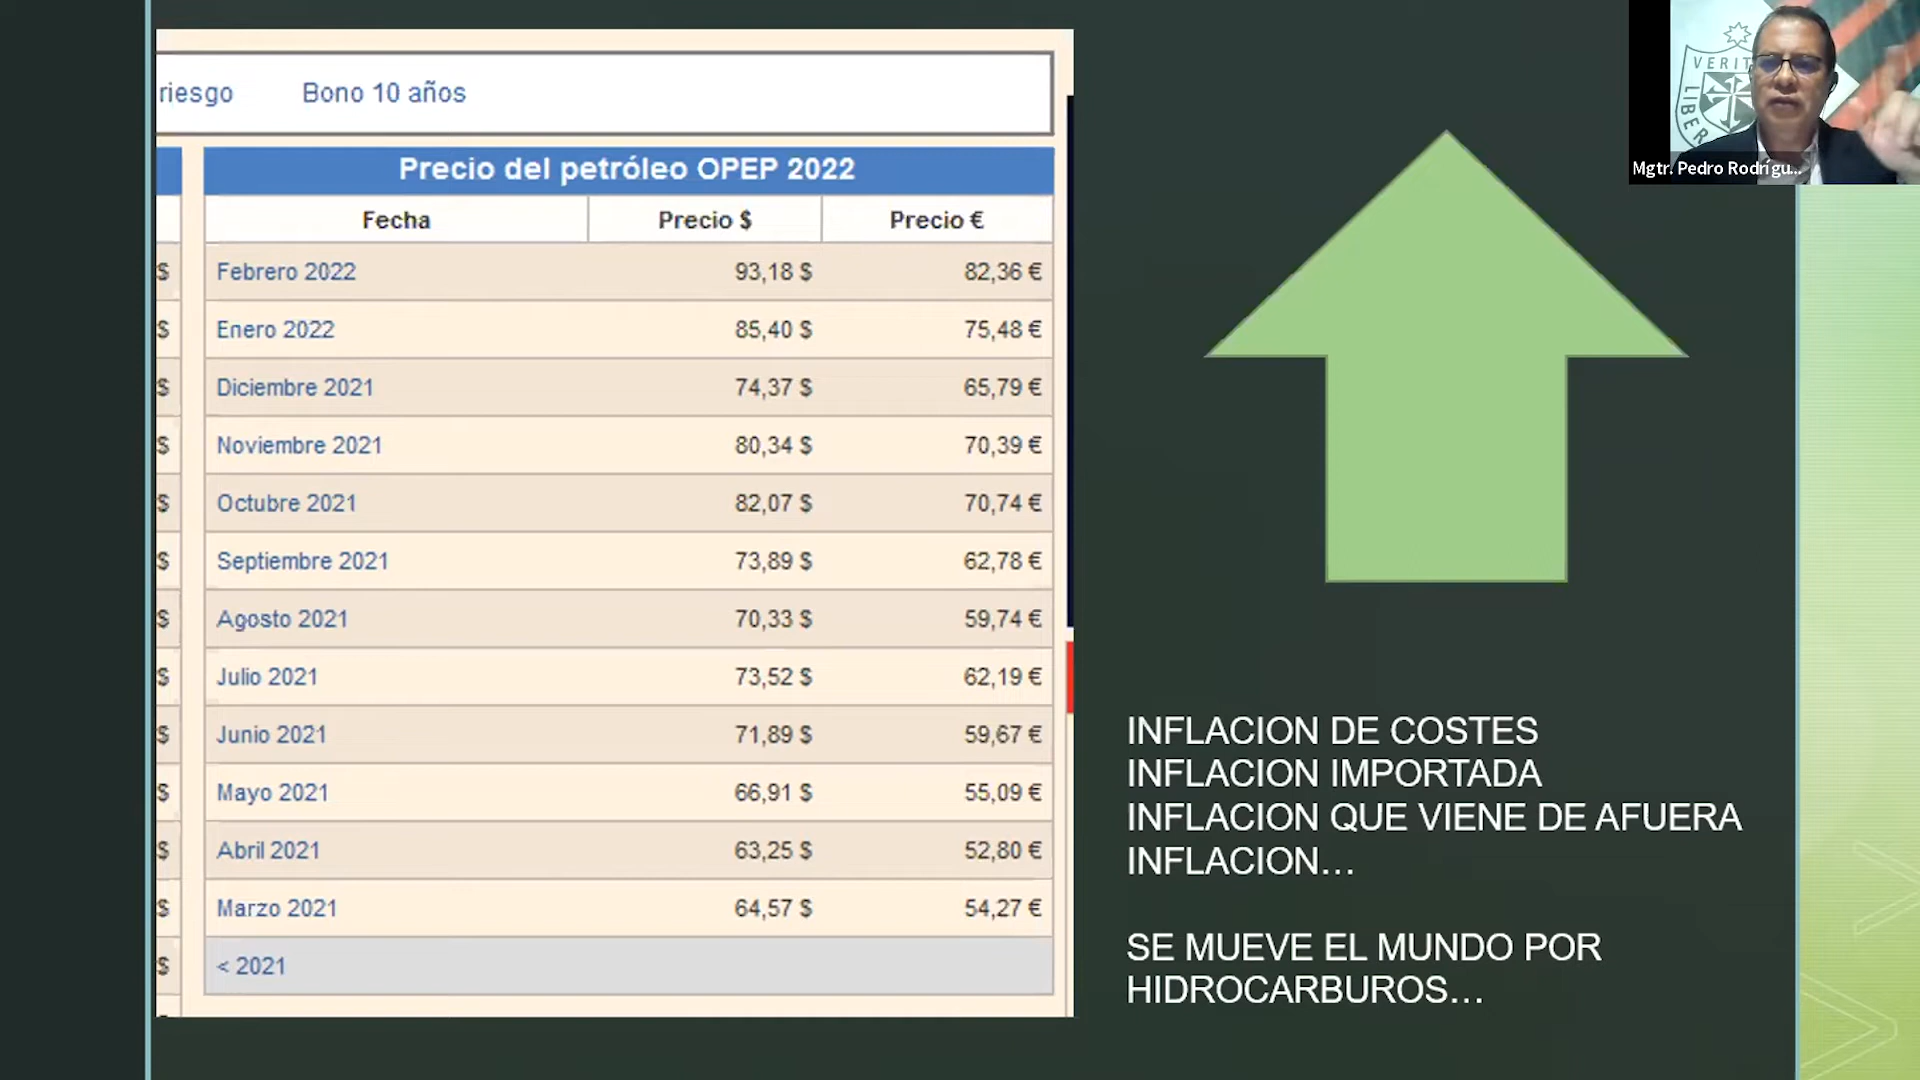 riesgo Bono 10 años
Precio del petróleo OPEP 2022
Fecha Precio $ Precio €
$ Febrero 2022 93,18 $ 82,36 €
$ Enero 2022 85,40 $ 75,48 €
$ Diciembre 2021 74,37 $ 65,79 €
$ Noviembre 2021 80,34 $ 70,39 €
$ Octubre 2021 82,07 $ 70,74 €
$ Septiembre 2021 73,89 $ 62,78 €
$ Agosto 2021 70,33 $ 59,74 €
$ Julio 2021 73,52 $ 62,19 €
$ Junio 2021 71,89 $ 59,67 €
$ Mayo 2021 66,91 $ 55,09 €
$ Abril 2021 63,25 $ 52,80 €
$ Marzo 2021 64,57 $ 54,27 €
$ < 2021
INFLACION DE COSTES
INFLACION IMPORTADA
INFLACION QUE VIENE DE AFUERA
INFLACION...
SE MUEVE EL MUNDO POR
HIDROCARBUROS...
VERIT
LIBER
Mgtr. Pedro Rodrígu...